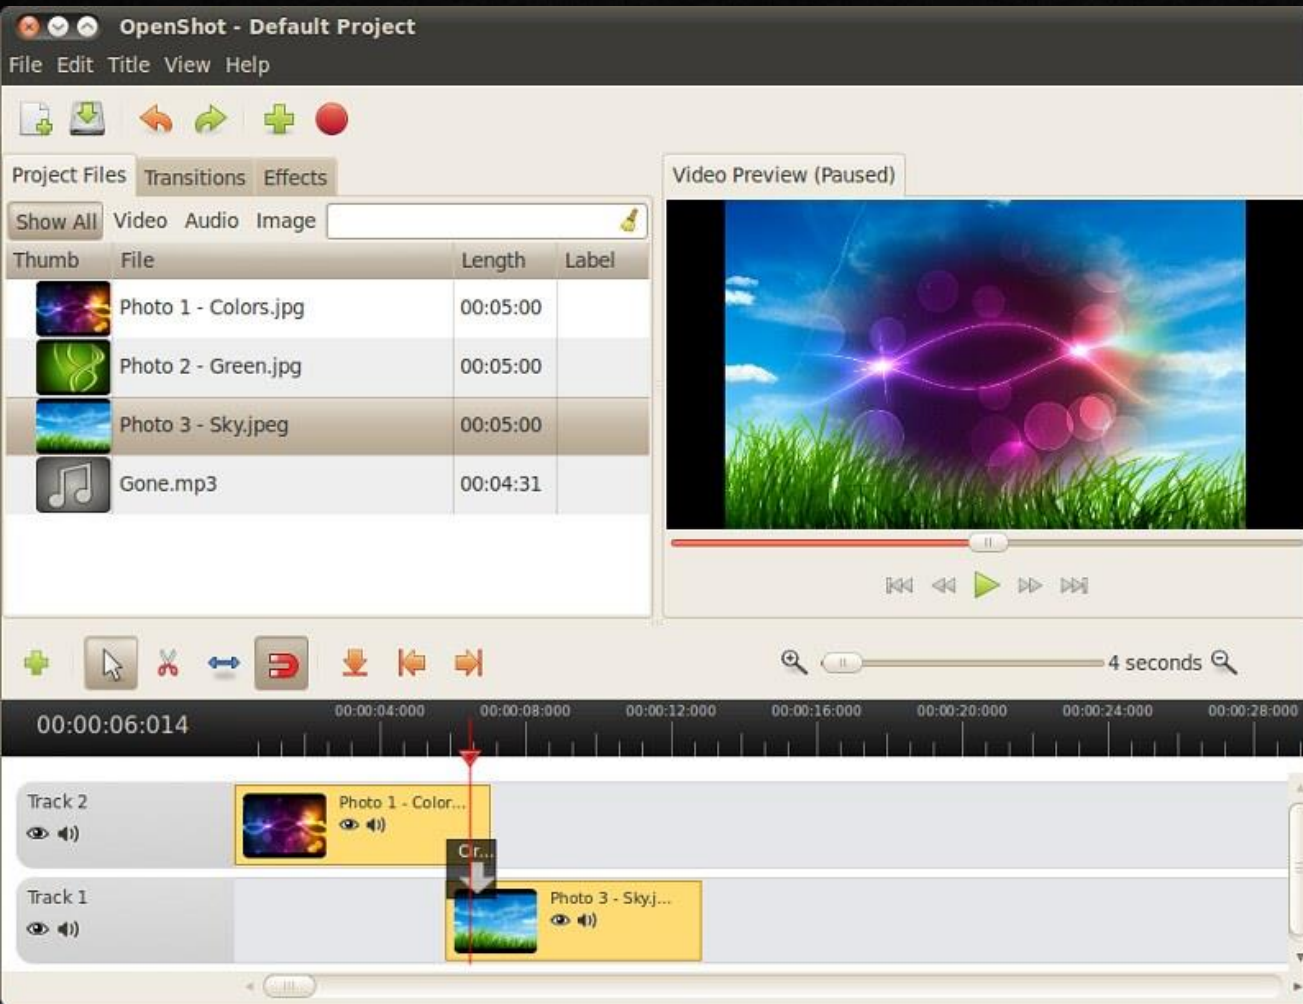 OpenShot - Default Project
File Edit Title View Help
Project Files Transitions Effects
Show All Video Audio Image
Thumb File Length Label
Photo 1 - Colors.jpg 00:05:00
Photo 2 - Green.jpg 00:05:00
Photo 3 - Sky.jpeg 00:05:00
Gone.mp3 00:04:31
Video Preview (Paused)
4 seconds
00:00:06:014
00:00:04:000 00:00:08:000 00:00:12:000 00:00:16:000 00:00:20:000 00:00:24:000 00:00:28:000
Track 2
Photo 1 - Color...
Track 1
Photo 3 - Sky.j...